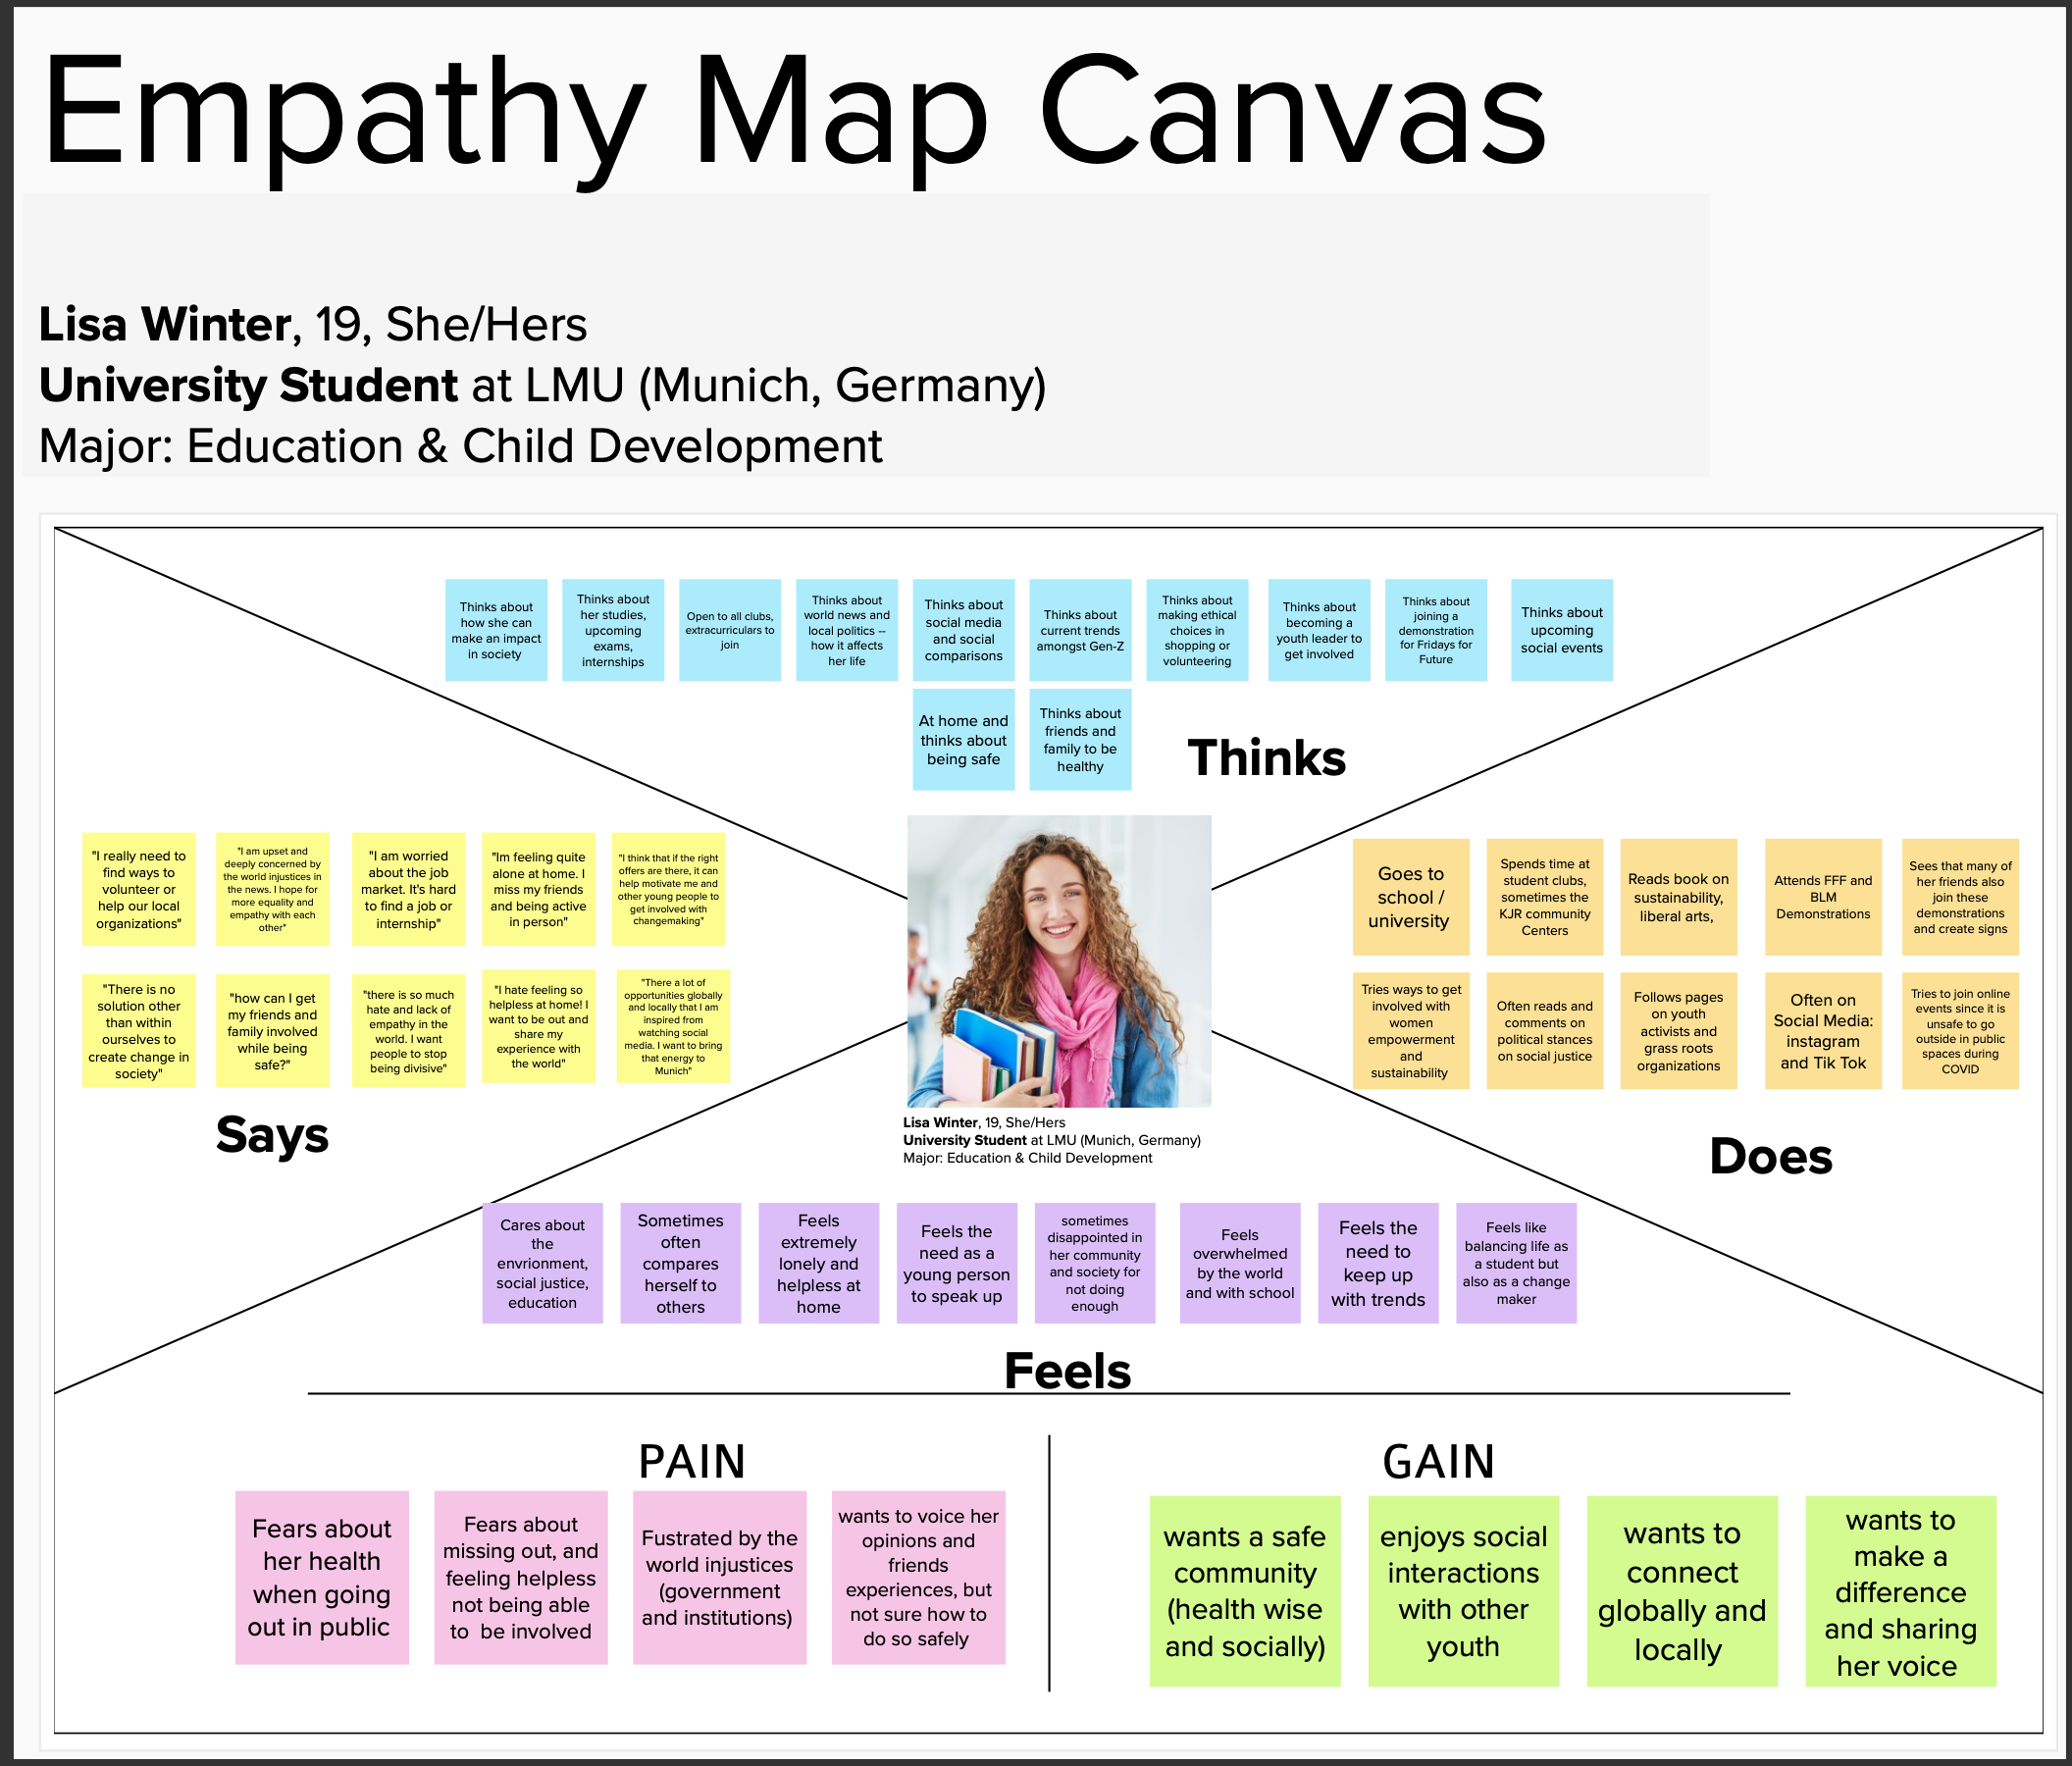 Empathy Map Canvas
Lisa Winter, 19, She/Hers
University Student at LMU (Munich, Germany)
Major: Education & Child Development
Thinks about
how she can
make an impact
in society
Thinks about
her studies,
upcoming
exams,
internships
Open to all clubs,
extracurriculars to
join
Thinks about
world news and
local politics --
how it affects
her life
Thinks about
social media
and social
comparisons
Thinks about
current trends
amongst Gen-Z
Thinks about
making ethical
choices in
shopping or
volunteering
Thinks about
becoming a
youth leader to
get involved
Thinks about
joining a
demonstration
for Fridays for
Future
Thinks about
upcoming
social events
At home and
thinks about
being safe
Thinks about
friends and
family to be
healthy
Thinks
"I really need to
find ways to
volunteer or
help our local
organizations"
"I am upset and
deeply concerned by
the world injustices in
the news. I hope for
more equality and
empathy with each
other"
"I am worried
about the job
market. It's hard
to find a job or
internship"
"Im feeling quite
alone at home. I
miss my friends
and being active
in person"
"I think that if the right
offers are there, it can
help motivate me and
other young people to
get involved with
changemaking"
"There is no
solution other
than within
ourselves to
create change in
society"
"how can I get
my friends and
family involved
while being
safe?"
"there is so much
hate and lack of
empathy in the
world. I want
people to stop
being divisive"
"I hate feeling so
helpless at home! I
want to be out and
share my
experience with
the world"
"There a lot of
opportunities globally
and locally that I am
inspired from
watching social
media. I want to bring
that energy to
Munich"
Says
Lisa Winter, 19, She/Hers
University Student at LMU (Munich, Germany)
Major: Education & Child Development
Goes to
school /
university
Spends time at
student clubs,
sometimes the
KJR community
Centers
Reads book on
sustainability,
liberal arts,
Attends FFF and
BLM
Demonstrations
Sees that many of
her friends also
join these
demonstrations
and create signs
Tries ways to get
involved with
women
empowerment
and
sustainability
Often reads and
comments on
political stances
on social justice
Follows pages
on youth
activists and
grass roots
organizations
Often on
Social Media:
instagram
and Tik Tok
Tries to join online
events since it is
unsafe to go
outside in public
spaces during
COVID
Does
Cares about
the
envrionment,
social justice,
education
Sometimes
often
compares
herself to
others
Feels
extremely
lonely and
helpless at
home
Feels the
need as a
young person
to speak up
sometimes
disappointed in
her community
and society for
not doing
enough
Feels
overwhelmed
by the world
and with school
Feels the
need to
keep up
with trends
Feels like
balancing life as
a student but
also as a change
maker
Feels
PAIN
Fears about
her health
when going
out in public
Fears about
missing out, and
feeling helpless
not being able
to be involved
Fustrated by the
world injustices
(government
and institutions)
wants to voice her
opinions and
friends
experiences, but
not sure how to
do so safely
GAIN
wants a safe
community
(health wise
and socially)
enjoys social
interactions
with other
youth
wants to
connect
globally and
locally
wants to
make a
difference
and sharing
her voice